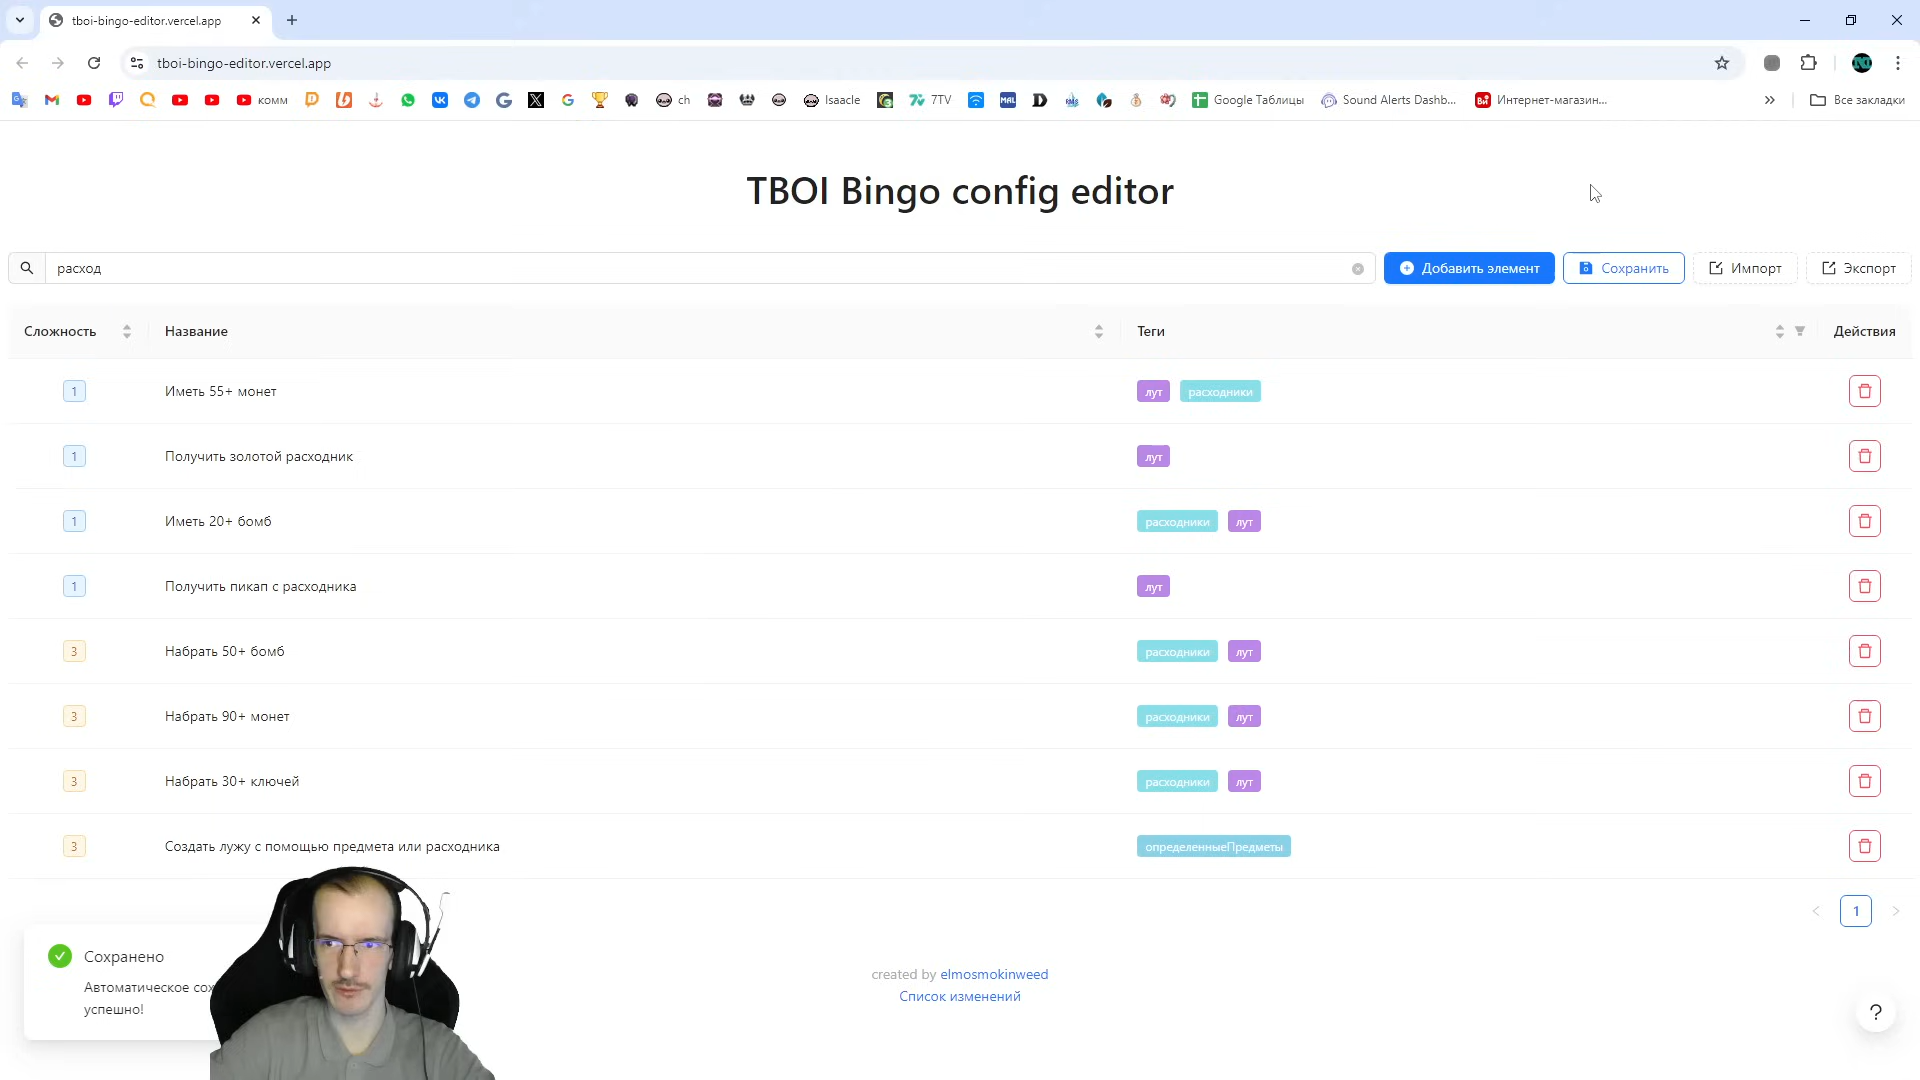 tboi-bingo-editor.vercel.app
tboi-bingo-editor.vercel.app
комм
ch
Isaacle
7TV
Google Таблицы
Sound Alerts Dashb...
Интернет-магазин...
Все закладки
TBOI Bingo config editor
расход
Добавить элемент
Сохранить
Импорт
Экспорт
Сложность Название Теги Действия
1 Иметь 55+ монет лут расходники
1 Получить золотой расходник лут
1 Иметь 20+ бомб расходники лут
1 Получить пикап с расходника лут
3 Набрать 50+ бомб расходники лут
3 Набрать 90+ монет расходники лут
3 Набрать 30+ ключей расходники лут
3 Создать лужу с помощью предмета или расходника определенныеПредметы
1
Сохранено
Автоматическое
успешно!
created by elmosmokinweed
Список изменений
?